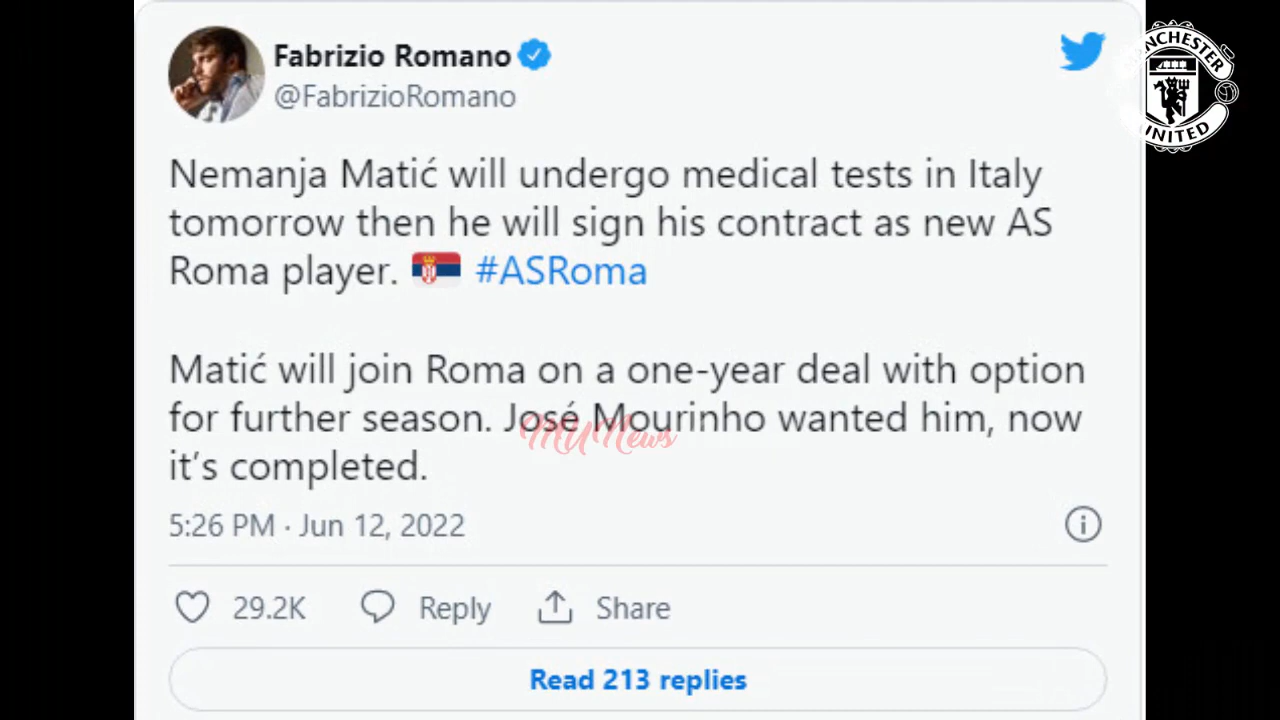 Fabrizio Romano
@FabrizioRomano
MANCHESTER
UNITED
Nemanja Matić will undergo medical tests in Italy
tomorrow then he will sign his contract as new AS
Roma player. 🇷🇸 #ASRoma
Matić will join Roma on a one-year deal with option
for further season. José Mourinho wanted him, now
it's completed.
MUNews
5:26 PM · Jun 12, 2022
29.2K Reply Share
Read 213 replies